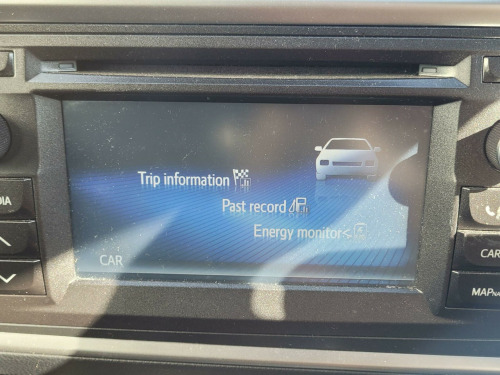 Trip information
Past record
Energy monitor
CAR
CAR
MAP